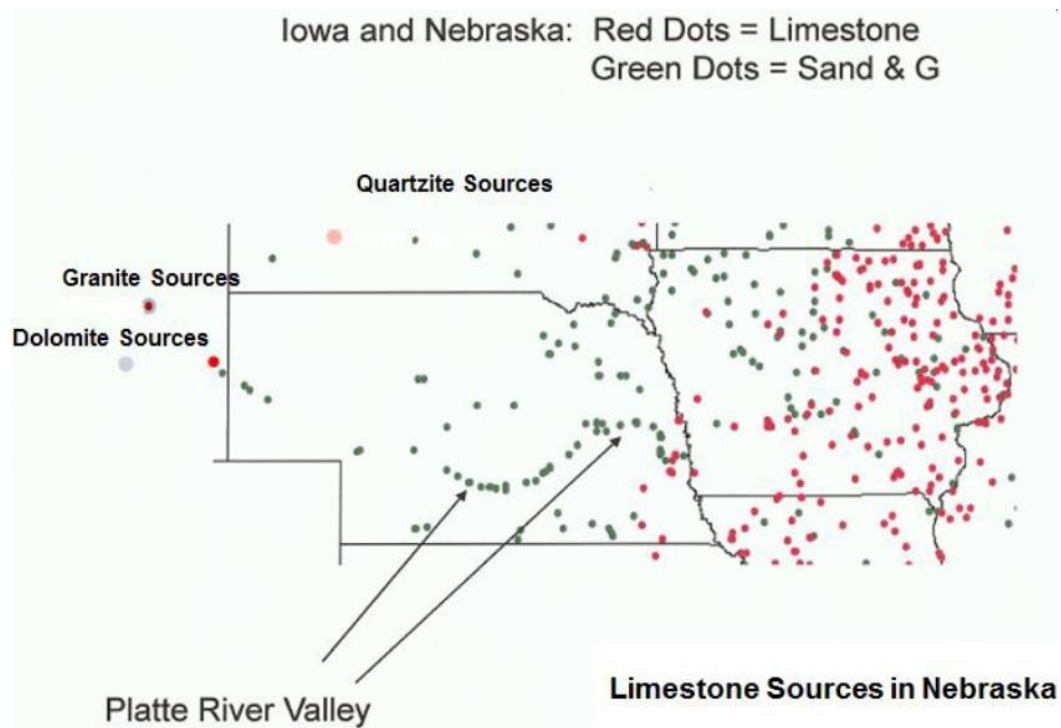 Iowa and Nebraska: Red Dots = Limestone
Green Dots = Sand & G
Quartzite Sources
Granite Sources
Dolomite Sources
Platte River Valley
Limestone Sources in Nebraska